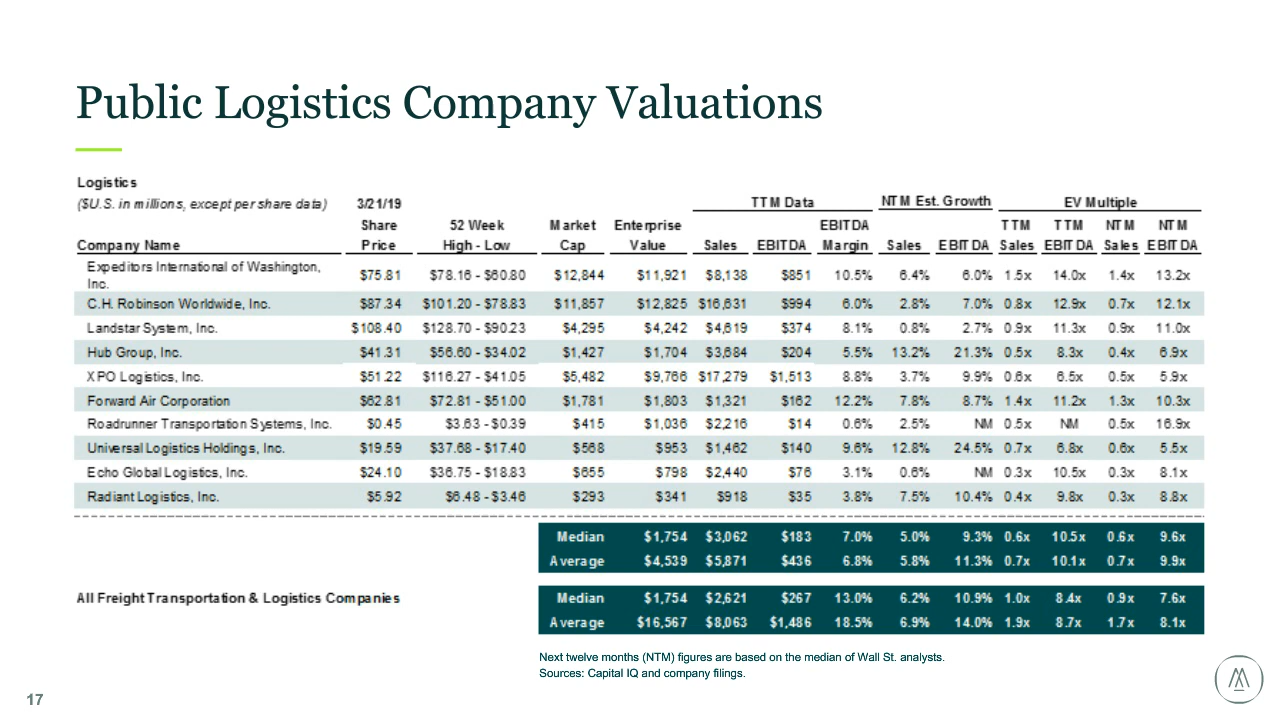 Public Logistics Company Valuations
Logistics
($U.S. in millions, except per share data) 3/21/19 TTM Data NTM Est. Growth EV Multiple
Share 52 Week Market Enterprise EBITDA TTM TTM NTM NTM
Company Name Price High - Low Cap Value Sales EBITDA Margin Sales EBITDA Sales EBITDA Sales EBITDA
Expeditors International of Washington,
Inc. $75.81 $78.16 - $60.80 $12,844 $11,921 $8,138 $851 10.5% 6.4% 6.0% 1.5x 14.0x 1.4x 13.2x
C.H. Robinson Worldwide, Inc. $87.34 $101.20 - $78.83 $11,857 $12,825 $16,631 $994 6.0% 2.8% 7.0% 0.8x 12.9x 0.7x 12.1x
Landstar System, Inc. $108.40 $128.70 - $90.23 $4,295 $4,242 $4,619 $374 8.1% 0.8% 2.7% 0.9x 11.3x 0.9x 11.0x
Hub Group, Inc. $41.31 $56.60 - $34.02 $1,427 $1,704 $3,684 $204 5.5% 13.2% 21.3% 0.5x 8.3x 0.4x 6.9x
XPO Logistics, Inc. $51.22 $116.27 - $41.05 $5,482 $9,766 $17,279 $1,513 8.8% 3.7% 9.9% 0.6x 6.5x 0.5x 5.9x
Forward Air Corporation $62.81 $72.81 - $51.00 $1,781 $1,803 $1,321 $162 12.2% 7.8% 8.7% 1.4x 11.2x 1.3x 10.3x
Roadrunner Transportation Systems, Inc. $0.45 $3.63 - $0.39 $415 $1,036 $2,216 $14 0.6% 2.5% NM 0.5x NM 0.5x 16.9x
Universal Logistics Holdings, Inc. $19.59 $37.68 - $17.40 $568 $953 $1,462 $140 9.6% 12.8% 24.5% 0.7x 6.8x 0.6x 5.5x
Echo Global Logistics, Inc. $24.10 $36.75 - $18.83 $655 $798 $2,440 $76 3.1% 0.6% NM 0.3x 10.5x 0.3x 8.1x
Radiant Logistics, Inc. $5.92 $6.48 - $3.46 $293 $341 $918 $35 3.8% 7.5% 10.4% 0.4x 9.8x 0.3x 8.8x
Median $1,754 $3,062 $183 7.0% 5.0% 9.3% 0.6x 10.5x 0.6x 9.6x
Average $4,539 $5,871 $436 6.8% 5.8% 11.3% 0.7x 10.1x 0.7x 9.9x
All Freight Transportation & Logistics Companies Median $1,754 $2,621 $267 13.0% 6.2% 10.9% 1.0x 8.4x 0.9x 7.6x
Average $16,567 $8,063 $1,486 18.5% 6.9% 14.0% 1.9x 8.7x 1.7x 8.1x
Next twelve months (NTM) figures are based on the median of Wall St. analysts.
Sources: Capital IQ and company filings.
17